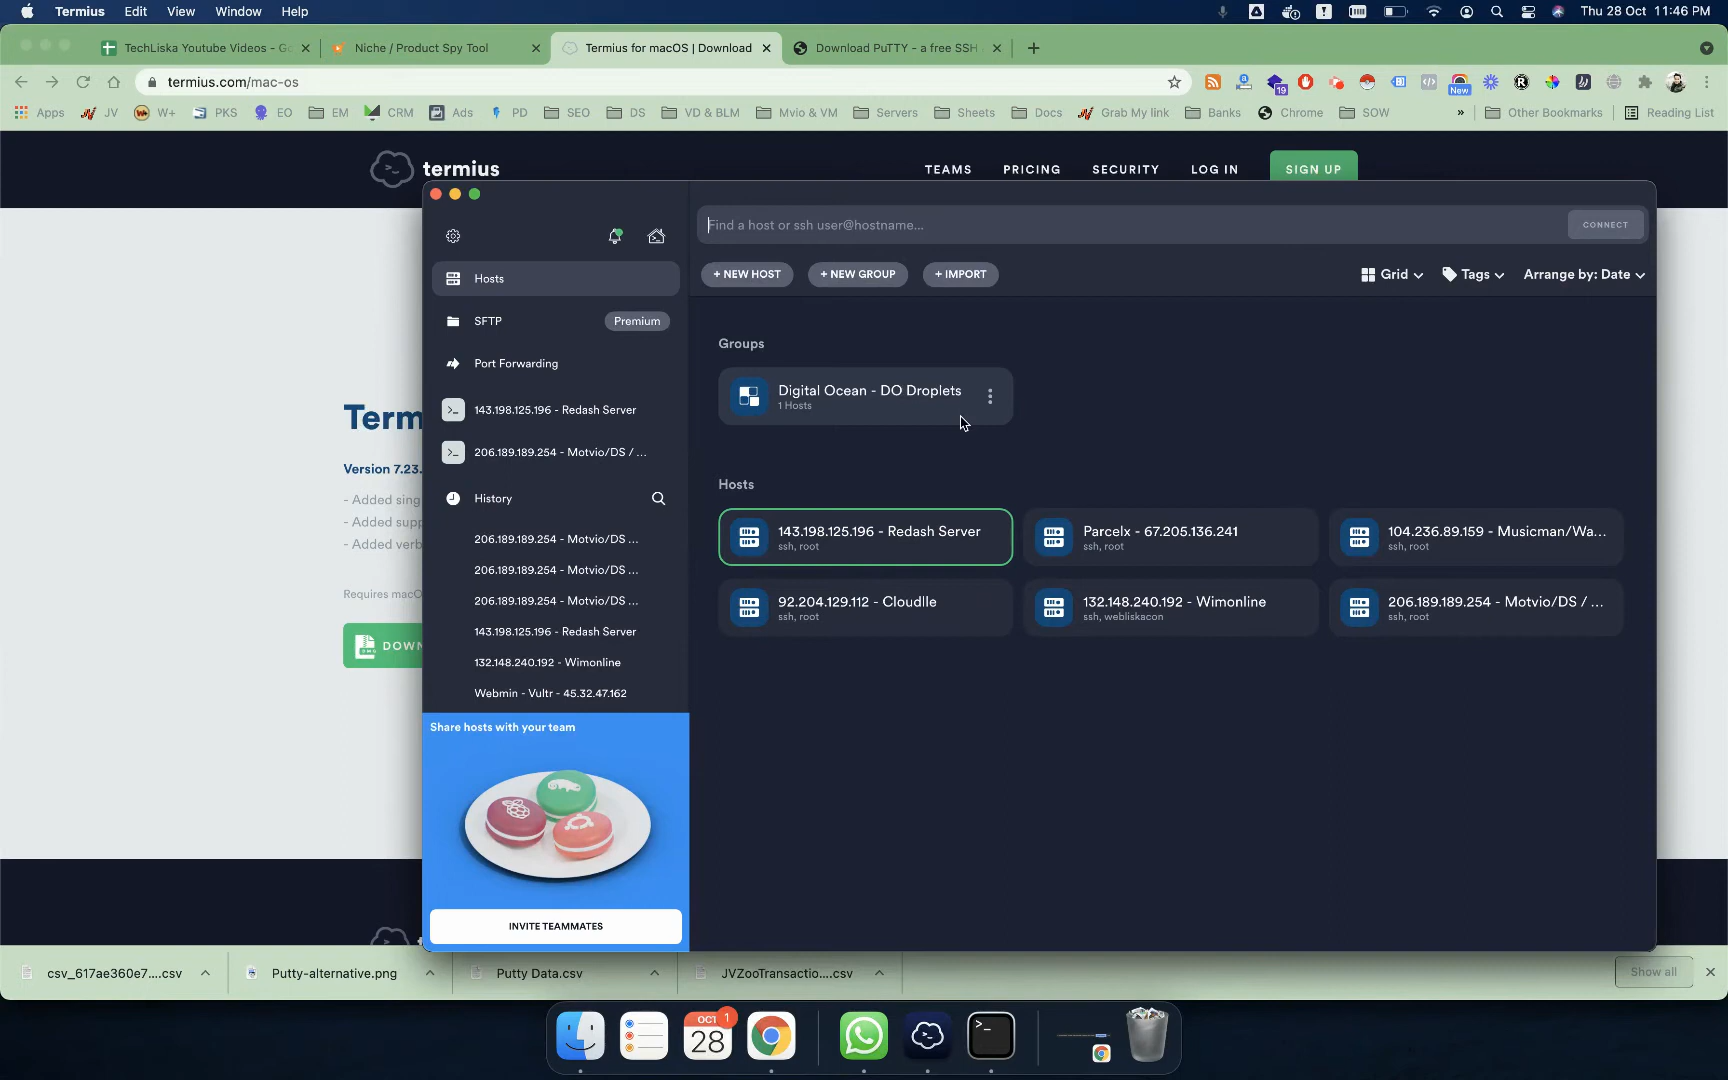 Termius Edit View Window Help
Thu 28 Oct 11:46 PM
TechLiska Youtube Videos - Go
Niche / Product Spy Tool
Termius for macOS | Download
Download PuTTY - a free SSH
termius.com/mac-os
19
New
Apps JV W+ PKS EO EM CRM Ads PD SEO DS VD & BLM Mvio & VM Servers Sheets Docs Grab My link Banks Chrome SOW » Other Bookmarks Reading List
termius
TEAMS PRICING SECURITY LOG IN SIGN UP
Find a host or ssh user@hostname...
CONNECT
+ NEW HOST + NEW GROUP + IMPORT
Grid Tags Arrange by: Date
Hosts
SFTP Premium
Port Forwarding
143.198.125.196 - Redash Server
206.189.189.254 - Motvio/DS / ...
History
206.189.189.254 - Motvio/DS ...
206.189.189.254 - Motvio/DS ...
206.189.189.254 - Motvio/DS ...
143.198.125.196 - Redash Server
132.148.240.192 - Wimonline
Webmin - Vultr - 45.32.47.162
Share hosts with your team
INVITE TEAMMATES
Groups
Digital Ocean - DO Droplets
1 Hosts
Hosts
143.198.125.196 - Redash Server
ssh, root
Parcelx - 67.205.136.241
ssh, root
104.236.89.159 - Musicman/Wa...
ssh, root
92.204.129.112 - Cloudlle
ssh, root
132.148.240.192 - Wimonline
ssh, webliskacon
206.189.189.254 - Motvio/DS / ...
ssh, root
Term
Version 7.23.
- Added sing
- Added supp
- Added verb
Requires macO
DOWN
csv_617ae360e7....csv
Putty-alternative.png
Putty Data.csv
JVZooTransactio....csv
Show all
OCT 1
28